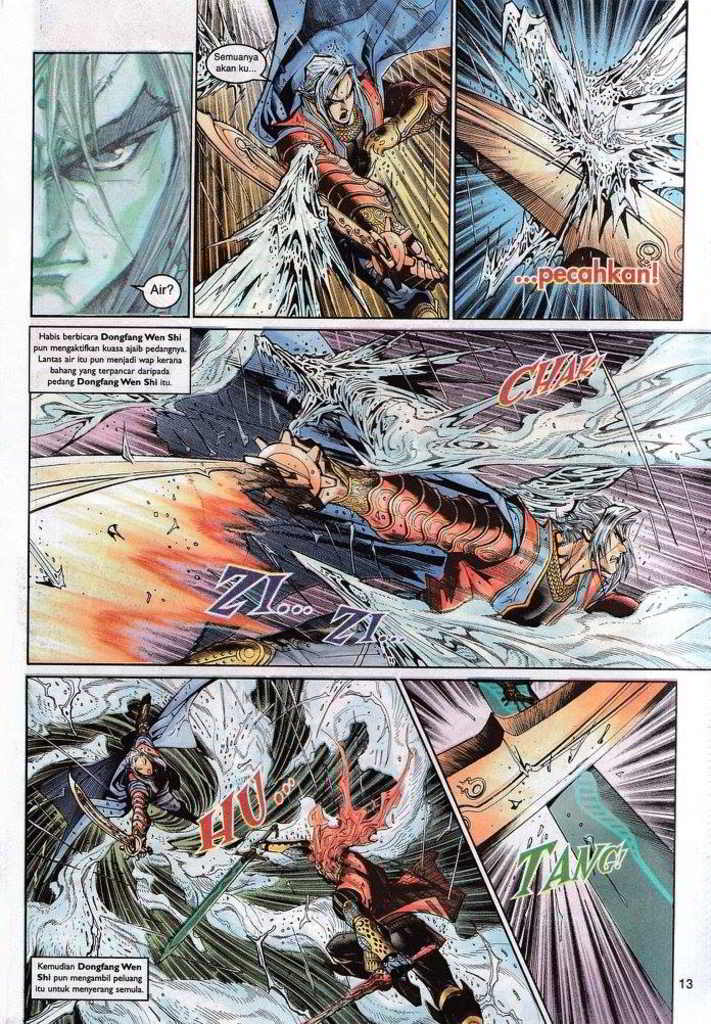 Air?
Semuanya
akan ku...
...pecahkan!
Habis berbicara Dongfang Wen Shi
pun mengaktifkan kuasa ajaib pedangnya.
Lantas air itu pun menjadi wap kerana
bahang yang terpancar daripada
pedang Dongfang Wen Shi itu.
CHAK
ZI...
ZI...
HU...
Kemudian Dongfang Wen
Shi pun mengambil peluang
itu untuk menyerang semula.
TANG!
13